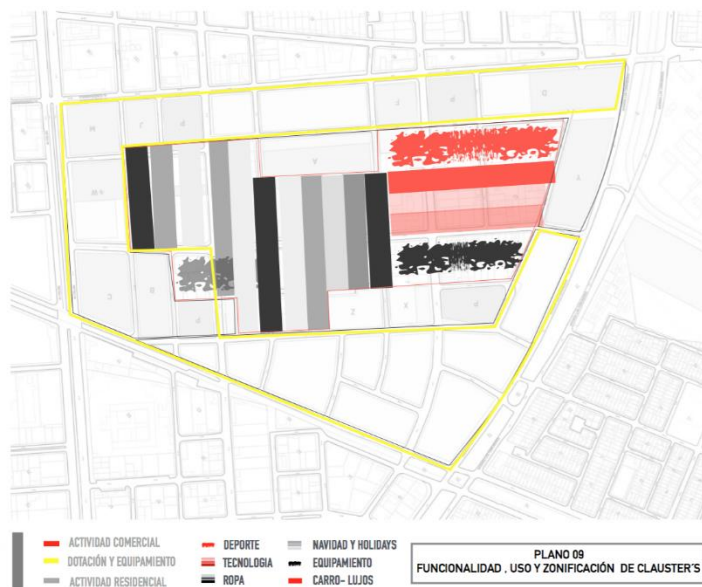 ACTIVIDAD COMERCIAL
DOTACIÓN Y EQUIPAMIENTO
ACTIVIDAD RESIDENCIAL
DEPORTE
TECNOLOGIA
ROPA
NAVIDAD Y HOLIDAYS
EQUIPAMIENTO
CARRO- LUJOS
PLANO 09
FUNCIONALIDAD , USO Y ZONIFICACIÓN DE CLAUSTER´S